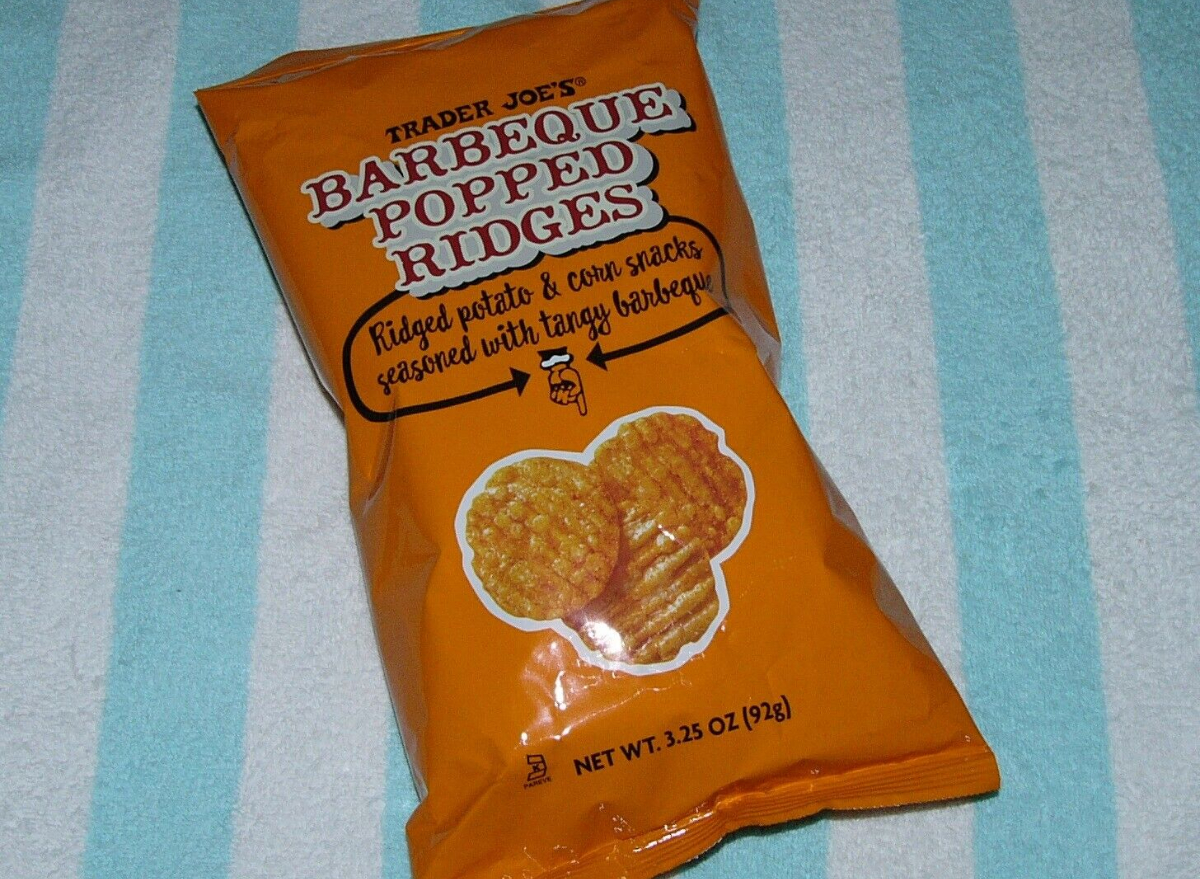 TRADER JOE'S®
BARBEQUE
POPPED
RIDGES
Ridged potato & corn snacks
seasoned with tangy barbeque
NET WT. 3.25 OZ (92g)
K
PAREVE